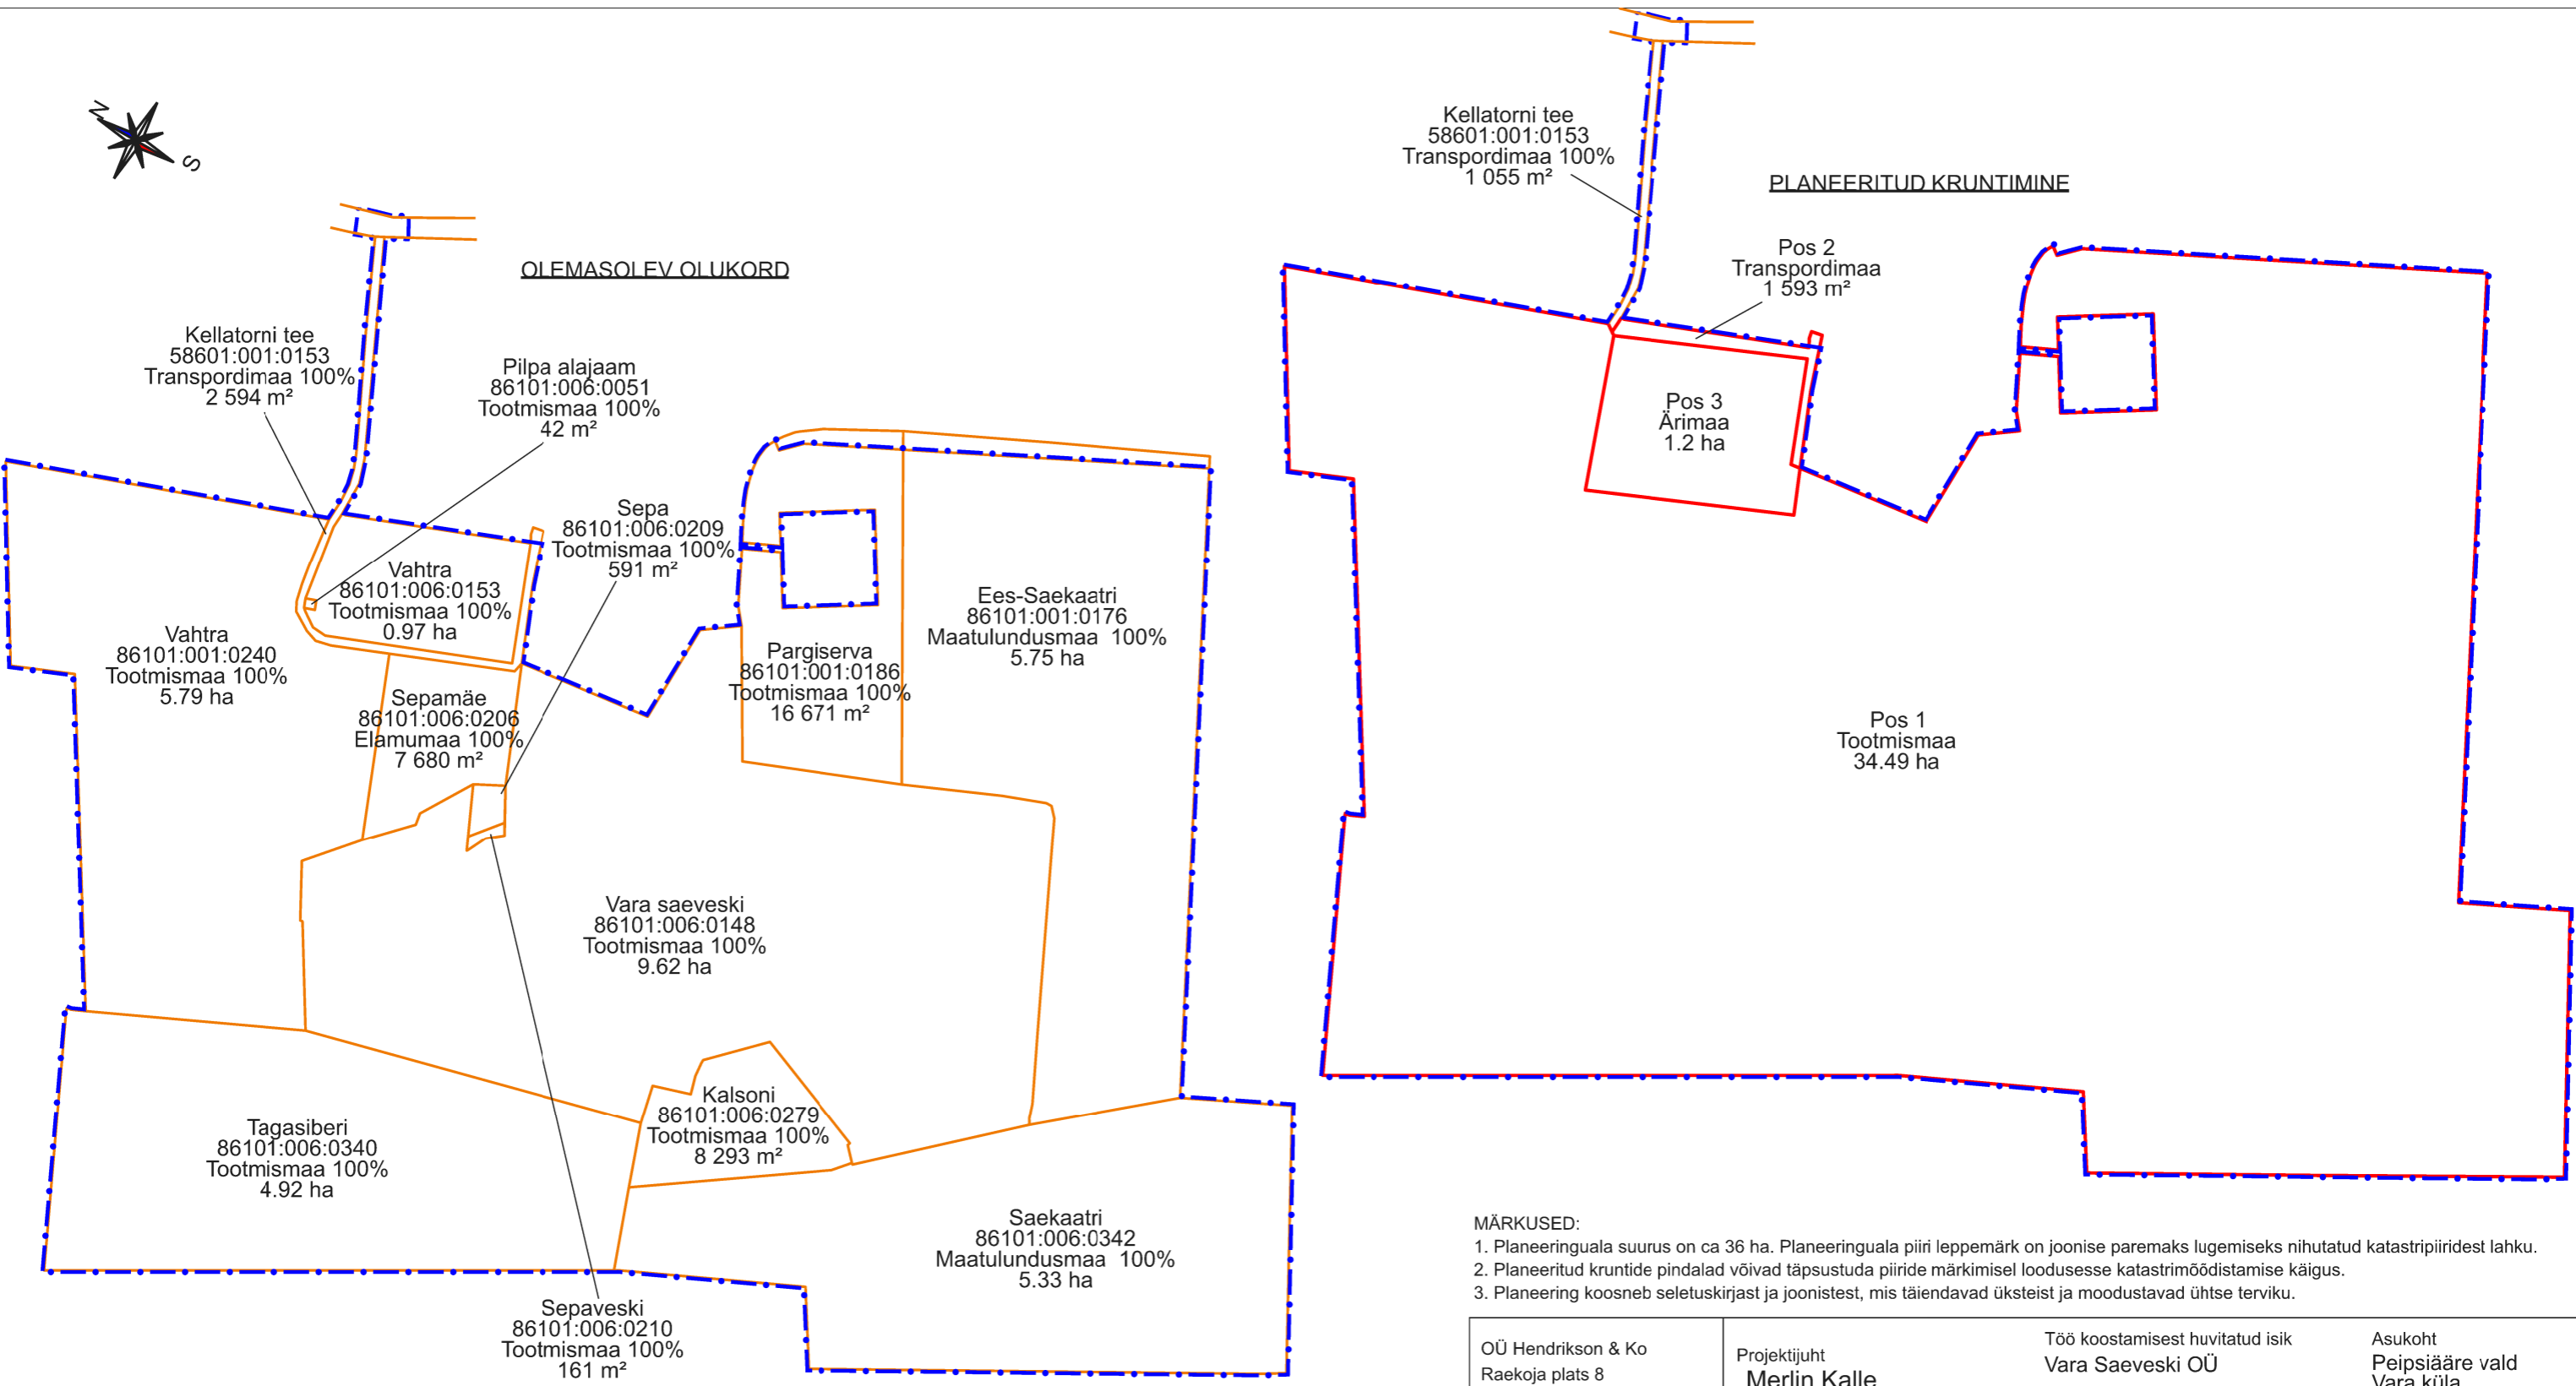 N
S
OLEMASOLEV OLUKORD
Kellatorni tee
58601:001:0153
Transpordimaa 100%
2 594 m²
Pilpa alajaam
86101:006:0051
Tootmismaa 100%
42 m²
Sepa
86101:006:0209
Tootmismaa 100%
591 m²
Vahtra
86101:006:0153
Tootmismaa 100%
0.97 ha
Vahtra
86101:001:0240
Tootmismaa 100%
5.79 ha
Sepamäe
86101:006:0206
Elamumaa 100%
7 680 m²
Pargiserva
86101:001:0186
Tootmismaa 100%
16 671 m²
Ees-Saekaatri
86101:001:0176
Maatulundusmaa 100%
5.75 ha
Vara saeveski
86101:006:0148
Tootmismaa 100%
9.62 ha
Kalsoni
86101:006:0279
Tootmismaa 100%
8 293 m²
Tagasiberi
86101:006:0340
Tootmismaa 100%
4.92 ha
Saekaatri
86101:006:0342
Maatulundusmaa 100%
5.33 ha
Sepaveski
86101:006:0210
Tootmismaa 100%
161 m²
PLANEERITUD KRUNTIMINE
Kellatorni tee
58601:001:0153
Transpordimaa 100%
1 055 m²
Pos 2
Transpordimaa
1 593 m²
Pos 3
Ärimaa
1.2 ha
Pos 1
Tootmismaa
34.49 ha
MÄRKUSED:
1. Planeeringuala suurus on ca 36 ha. Planeeringuala piiri leppemärk on joonise paremaks lugemiseks nihutatud katastripiiridest lahku.
2. Planeeritud kruntide pindalad võivad täpsustuda piiride märkimisel loodusesse katastrimõõdistamise käigus.
3. Planeering koosneb seletuskirjast ja joonistest, mis täiendavad üksteist ja moodustavad ühtse terviku.
OÜ Hendrikson & Ko
Raekoja plats 8
Projektijuht
Merlin Kalle
Töö koostamisest huvitatud isik
Vara Saeveski OÜ
Asukoht
Peipsiääre vald
Vara küla